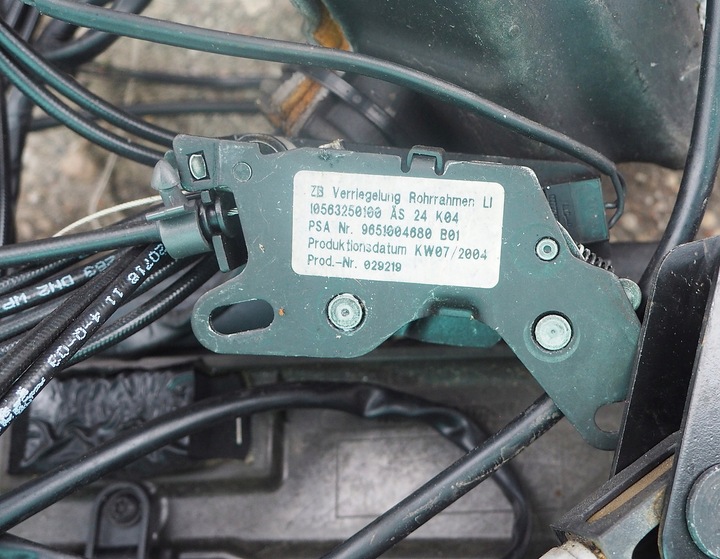 ZB Verriegelung Rohrrahmen LI
10563250100 ÄS 24 K04
PSA Nr. 9651004680 B01
Produktionsdatum KW07/2004
Prod.-Nr. 029219